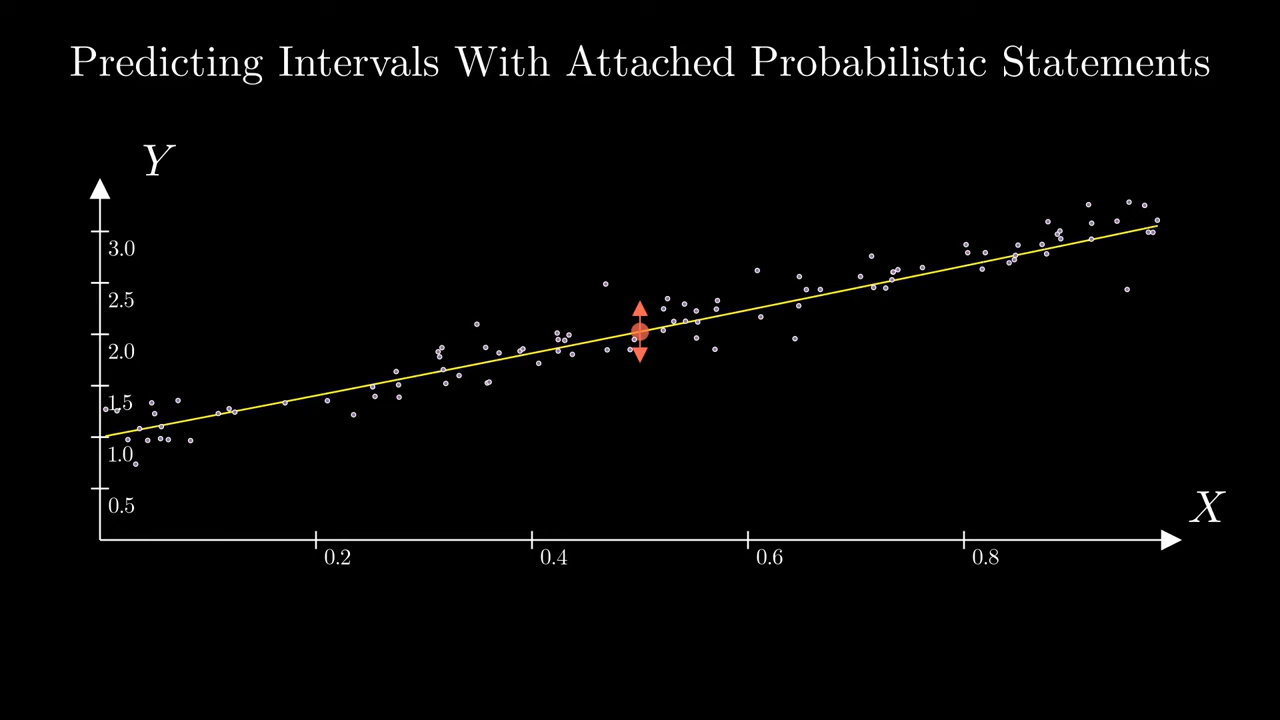 Predicting Intervals With Attached Probabilistic Statements
Y
3.0
2.5
2.0
1.5
1.0
0.5
X
0.2 0.4 0.6 0.8